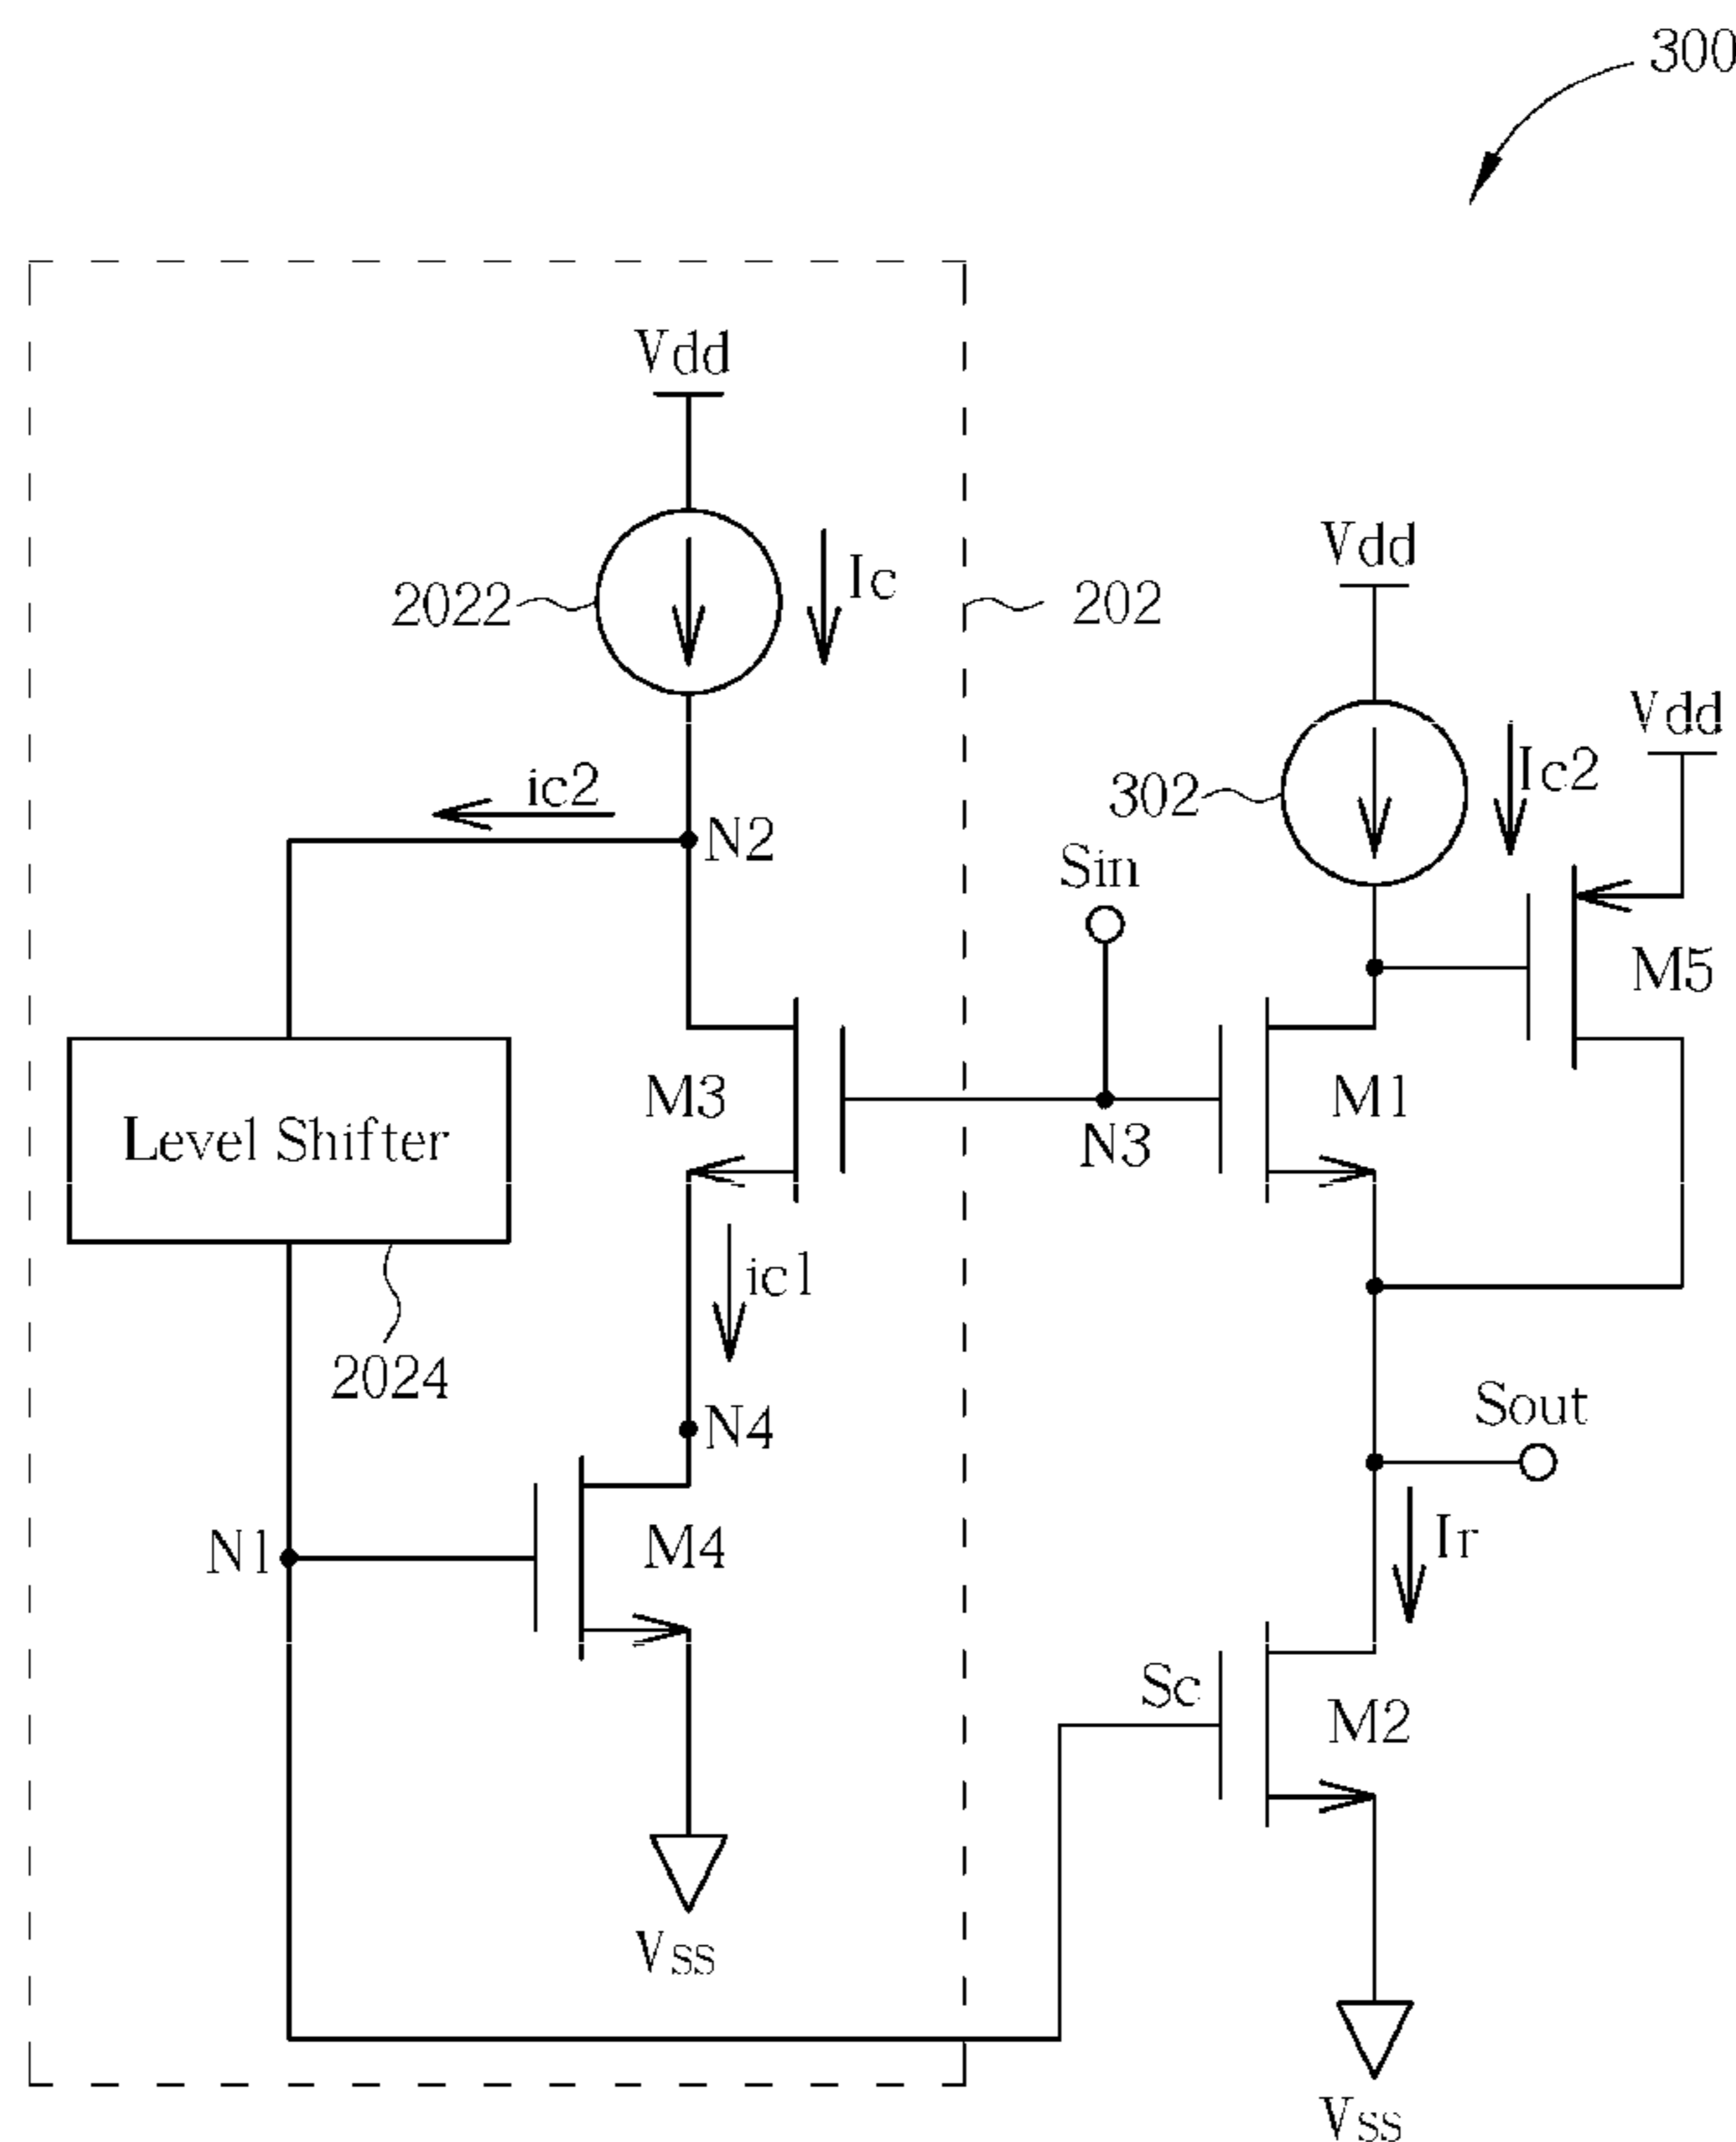 300
Vdd
2022
Ic
202
Vdd
Vdd
302
Ic2
ic2
N2
Sin
M5
M3
N3
M1
Level Shifter
ic1
2024
N4
Sout
N1
M4
Ir
Sc
M2
Vss
Vss